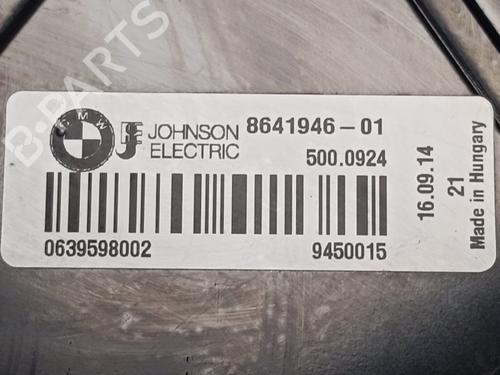 B-PARTS
BMW
JOHNSON
ELECTRIC
8641946-01
500.0924
0639598002
9450015
16.09.14
21
Made in Hungary